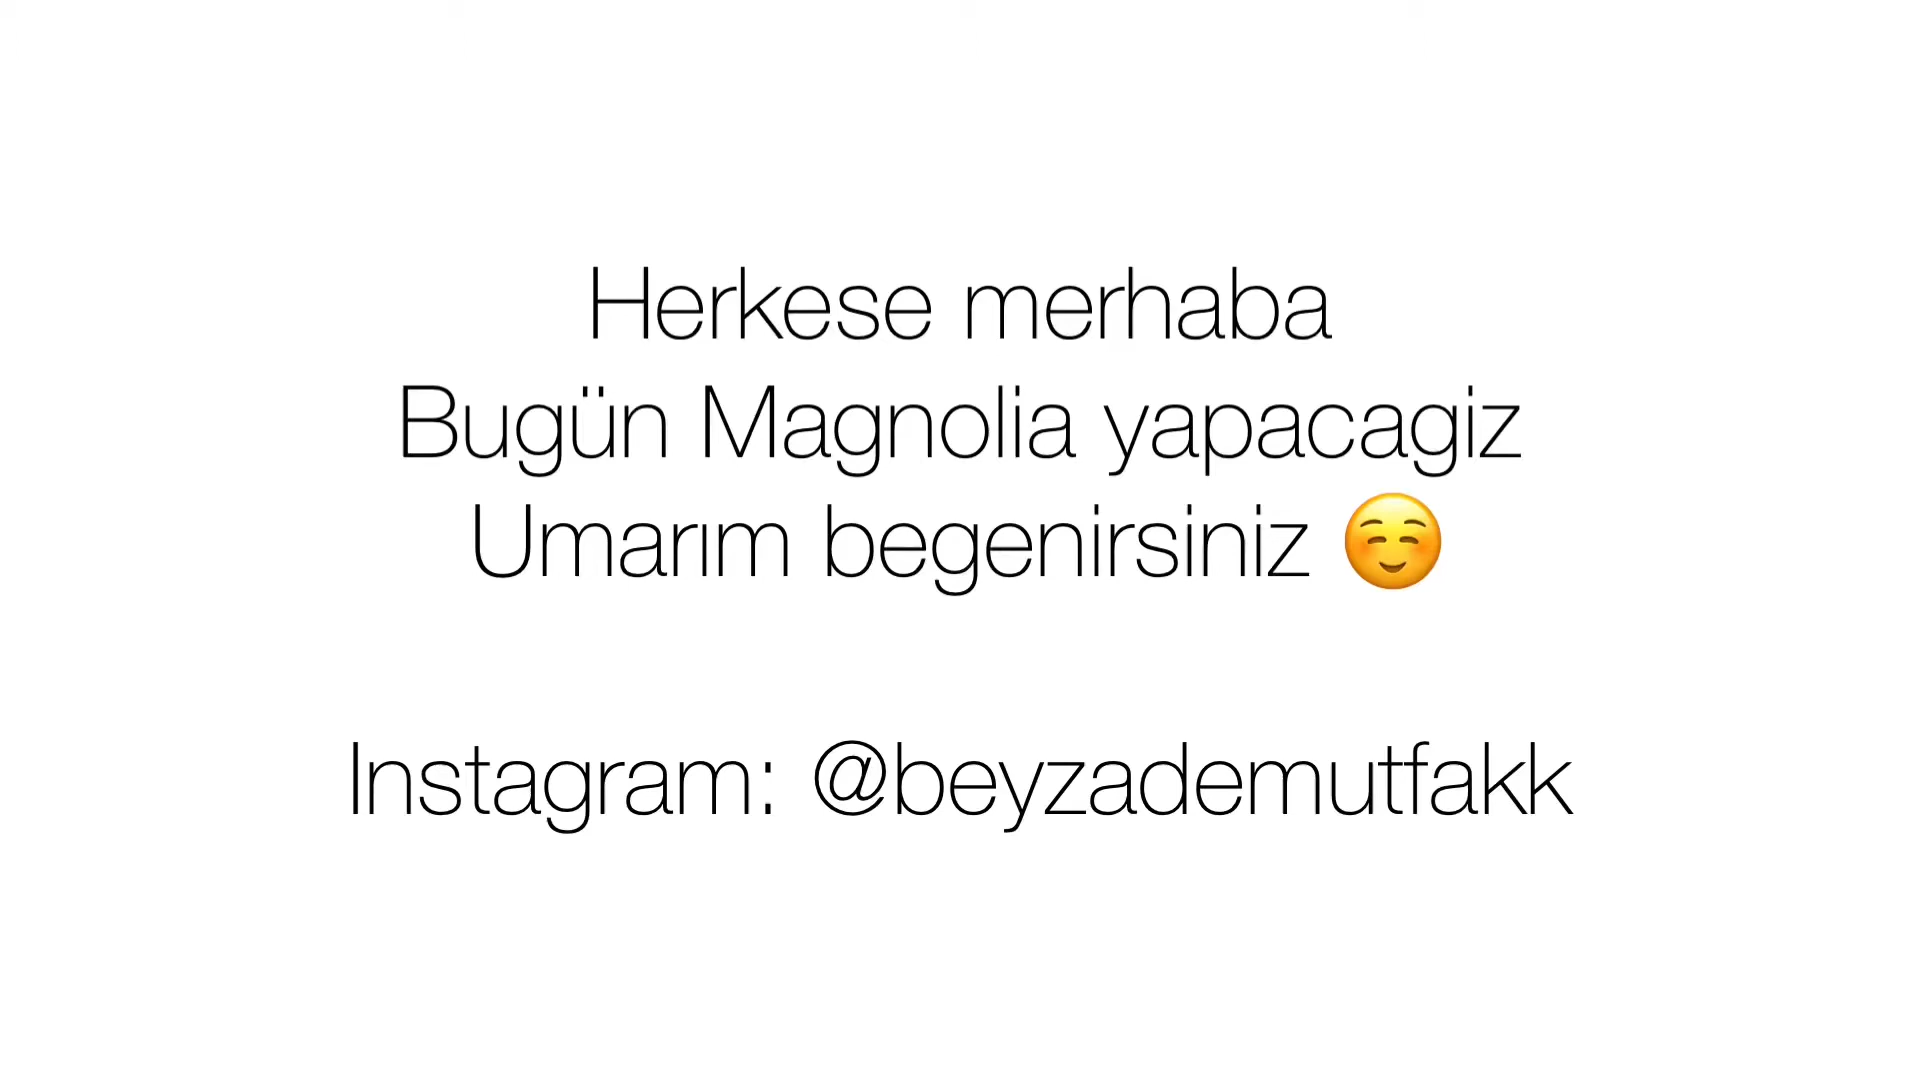 Herkese merhaba
Bugün Magnolia yapacagiz
Umarım begenirsiniz ☺️
Instagram: @beyzademutfakk